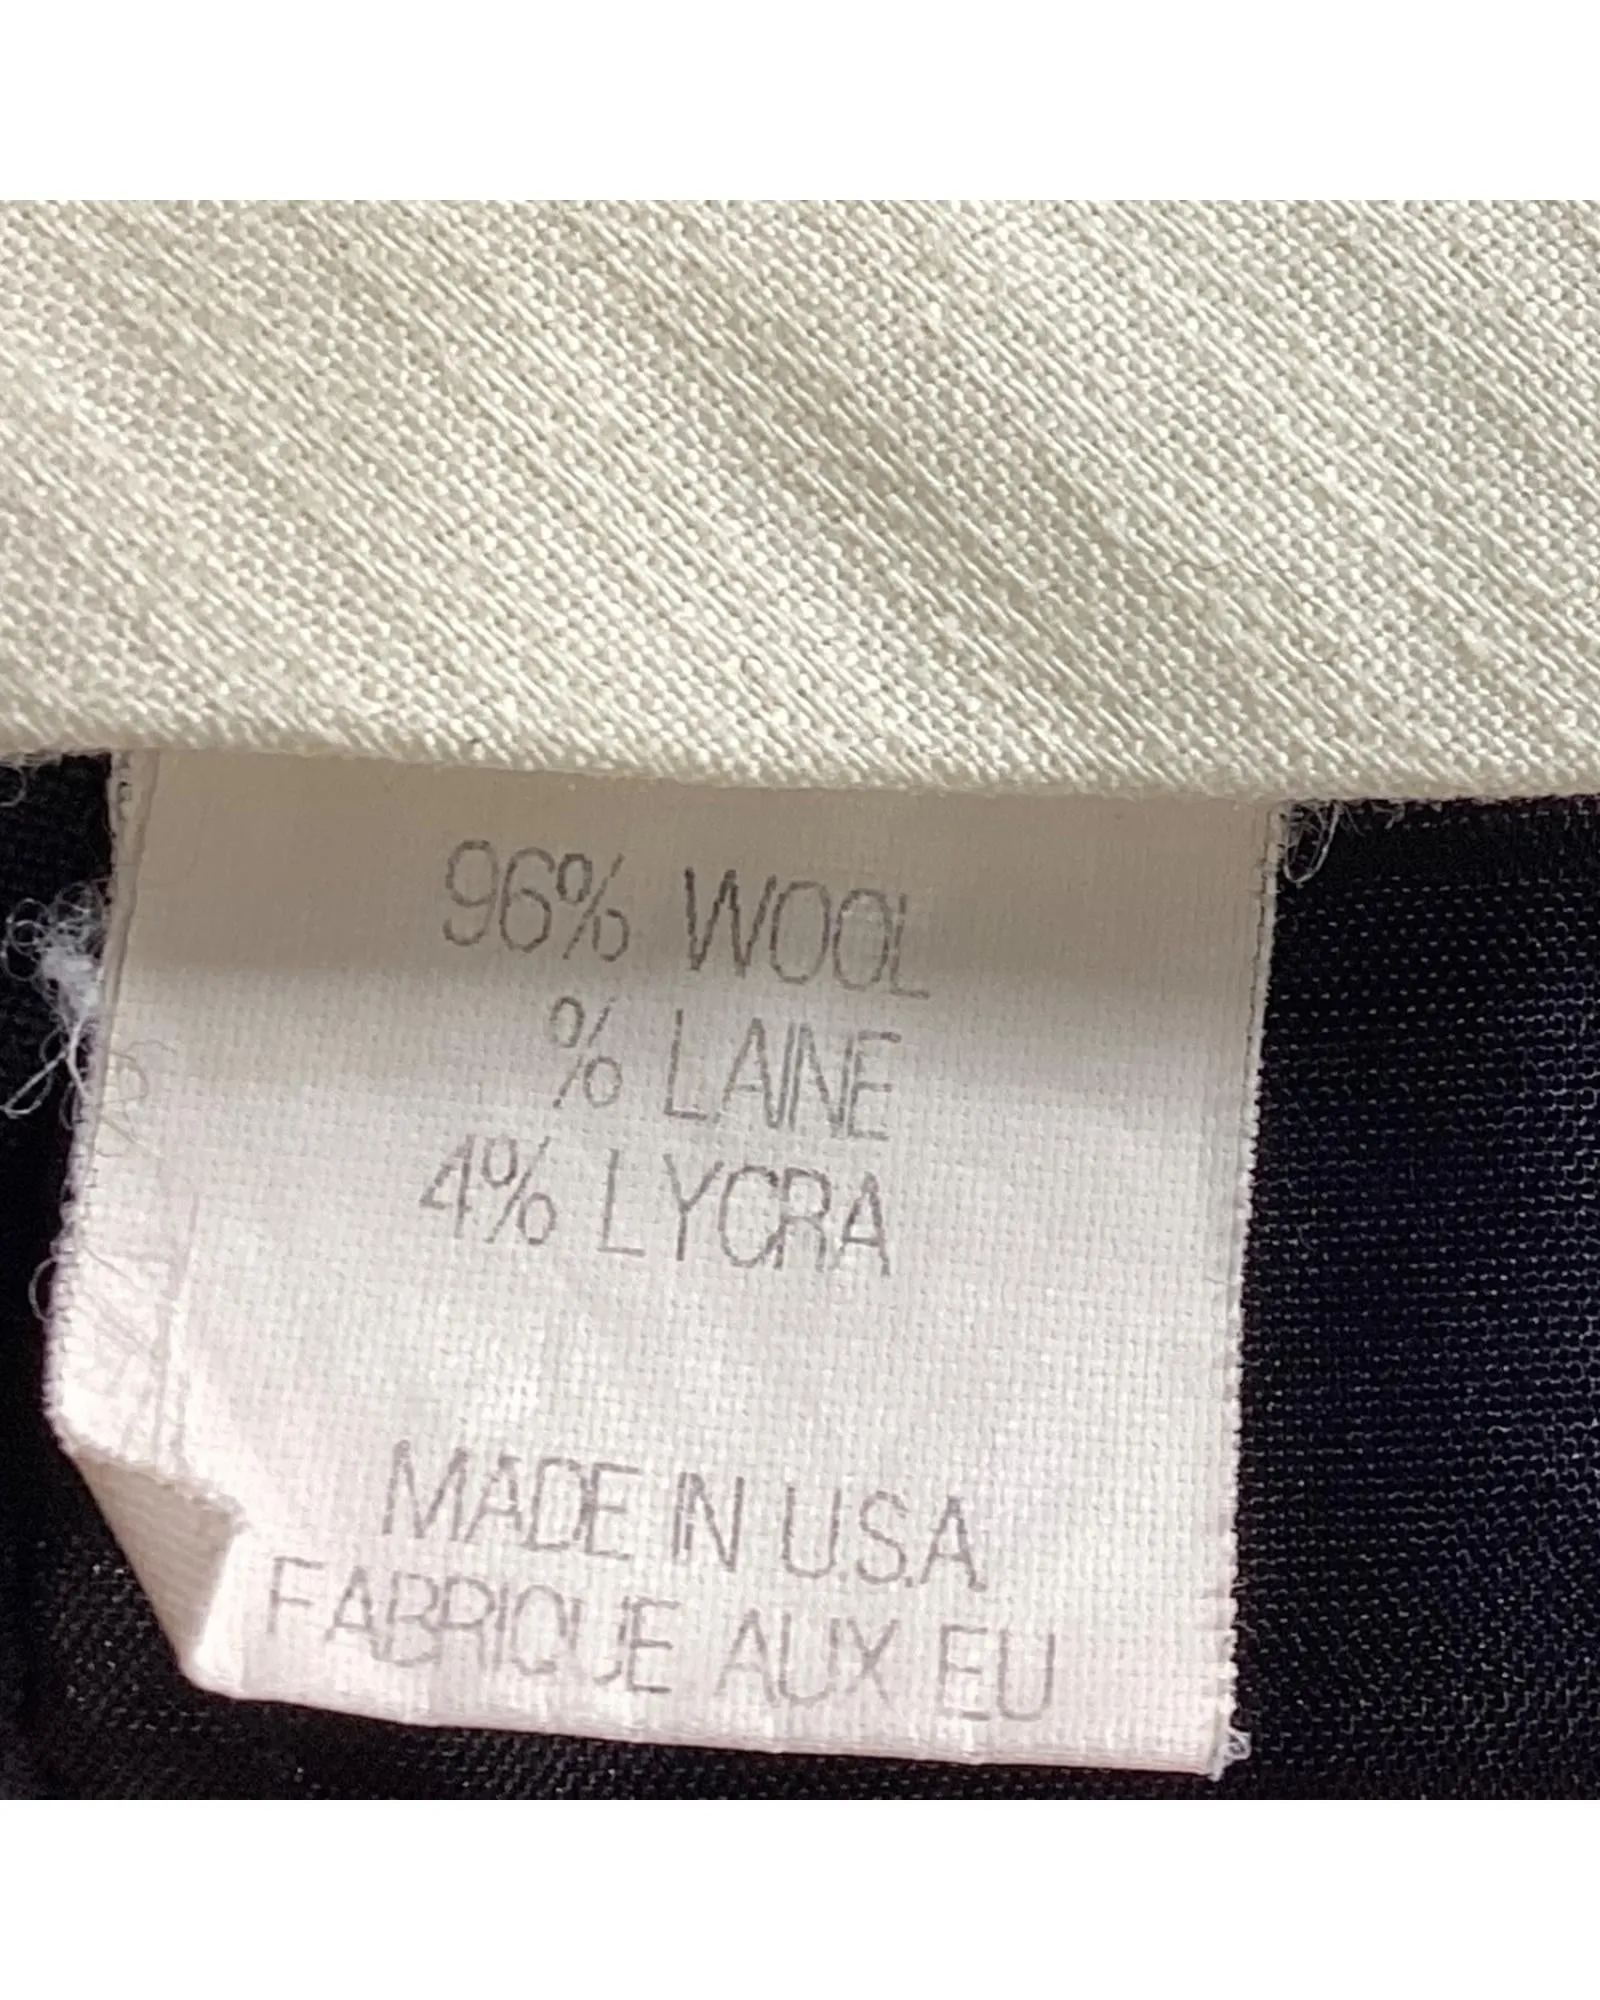 96% WOOL
% LAINE
4% LYCRA
MADE IN U.S.A.
FABRIQUE AUX EU